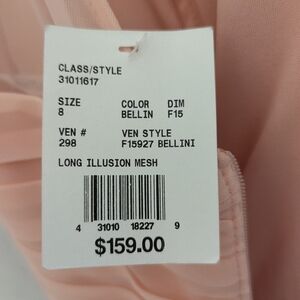 CLASS/STYLE
31011617
SIZE COLOR DIM
8 BELLIN F15
VEN # VEN STYLE
298 F15927 BELLINI
LONG ILLUSION MESH
4 31010 18227 9
$159.00